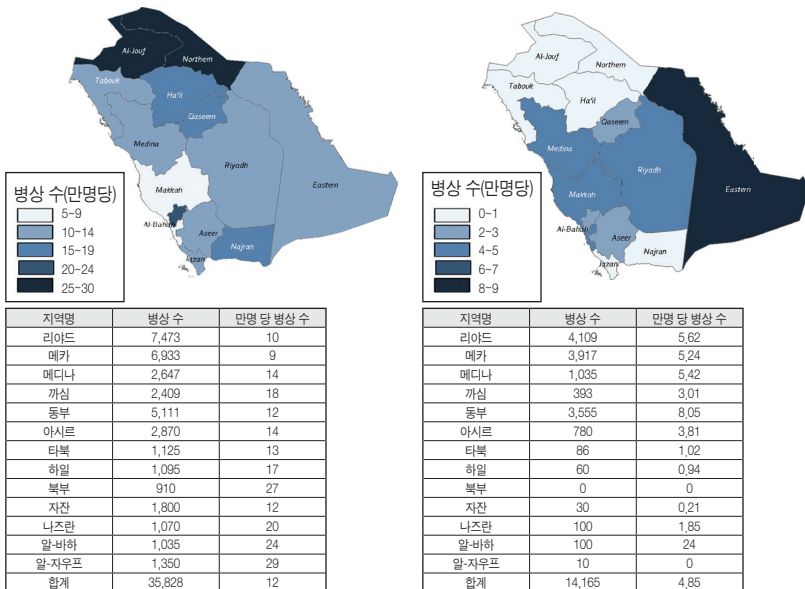 Al-Jouf
Northern
Tabouk
Ha'il
Qaseem
Medina
Riyadh
Eastern
Makkah
Al-Bahah
Aseer
Najran
Jazan
병상 수(만명당)
5~9
10~14
15~19
20~24
25~30
지역명 병상 수 만명 당 병상 수
리야드 7,473 10
메카 6,933 9
메디나 2,647 14
까심 2,409 18
동부 5,111 12
아시르 2,870 14
타북 1,125 13
하일 1,095 17
북부 910 27
자잔 1,800 12
나즈란 1,070 20
알-바하 1,035 24
알-자우프 1,350 29
합계 35,828 12
Al-Jouf
Northern
Tabouk
Ha'il
Qaseem
Medina
Riyadh
Eastern
Makkah
Al-Bahah
Aseer
Najran
Jazan
병상 수(만명당)
0~1
2~3
4~5
6~7
8~9
지역명 병상 수 만명 당 병상 수
리야드 4,109 5.62
메카 3,917 5.24
메디나 1,035 5.42
까심 393 3.01
동부 3,555 8.05
아시르 780 3.81
타북 86 1.02
하일 60 0.94
북부 0 0
자잔 30 0.21
나즈란 100 1.85
알-바하 100 24
알-자우프 10 0
합계 14,165 4.85